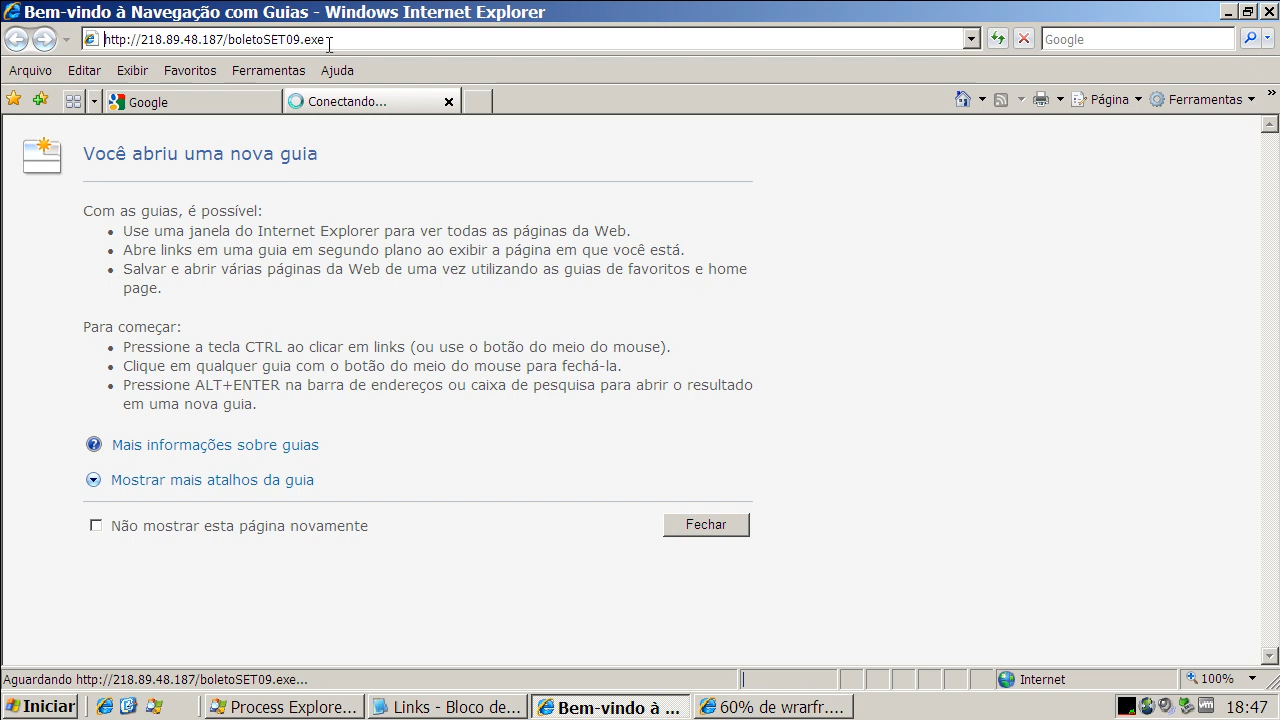 Bem-vindo à Navegação com Guias - Windows Internet Explorer
http://218.89.48.187/boletoSET09.exe
Google
Arquivo Editar Exibir Favoritos Ferramentas Ajuda
Google
Conectando...
Página
Ferramentas
Você abriu uma nova guia
Com as guias, é possível:
Use uma janela do Internet Explorer para ver todas as páginas da Web.
Abre links em uma guia em segundo plano ao exibir a página em que você está.
Salvar e abrir várias páginas da Web de uma vez utilizando as guias de favoritos e home
page.
Para começar:
Pressione a tecla CTRL ao clicar em links (ou use o botão do meio do mouse).
Clique em qualquer guia com o botão do meio do mouse para fechá-la.
Pressione ALT+ENTER na barra de endereços ou caixa de pesquisa para abrir o resultado
em uma nova guia.
Mais informações sobre guias
Mostrar mais atalhos da guia
Não mostrar esta página novamente
Fechar
Aguardando http://218.89.48.187/boletoSET09.exe...
Internet
100%
Iniciar
Process Explore...
Links - Bloco de...
Bem-vindo à ...
60% de wrarfr....
18:47